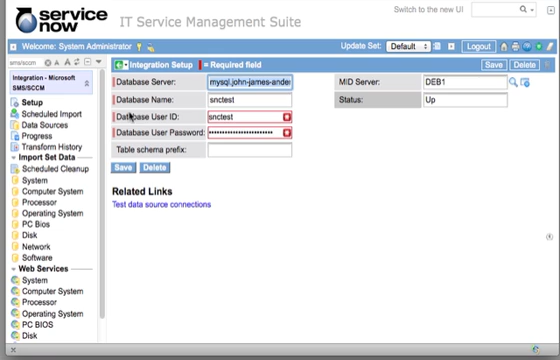 Switch to the new UI
service now
IT Service Management Suite
Welcome: System Administrator
Update Set: Default
Logout
sms/sccm
Integration - Microsoft SMS/SCCM
Setup
Scheduled Import
Data Sources
Progress
Transform History
Import Set Data
Scheduled Cleanup
System
Computer System
Processor
Operating System
PC Bios
Disk
Network
Software
Web Services
System
Computer System
Processor
Operating System
PC BIOS
Disk
Integration Setup
= Required field
Save
Delete
Database Server: mysql.john-james-ander
Database Name: snctest
Database User ID: snctest
Database User Password: 
Table schema prefix:
MID Server: DEB1
Status: Up
Save
Delete
Related Links
Test data source connections